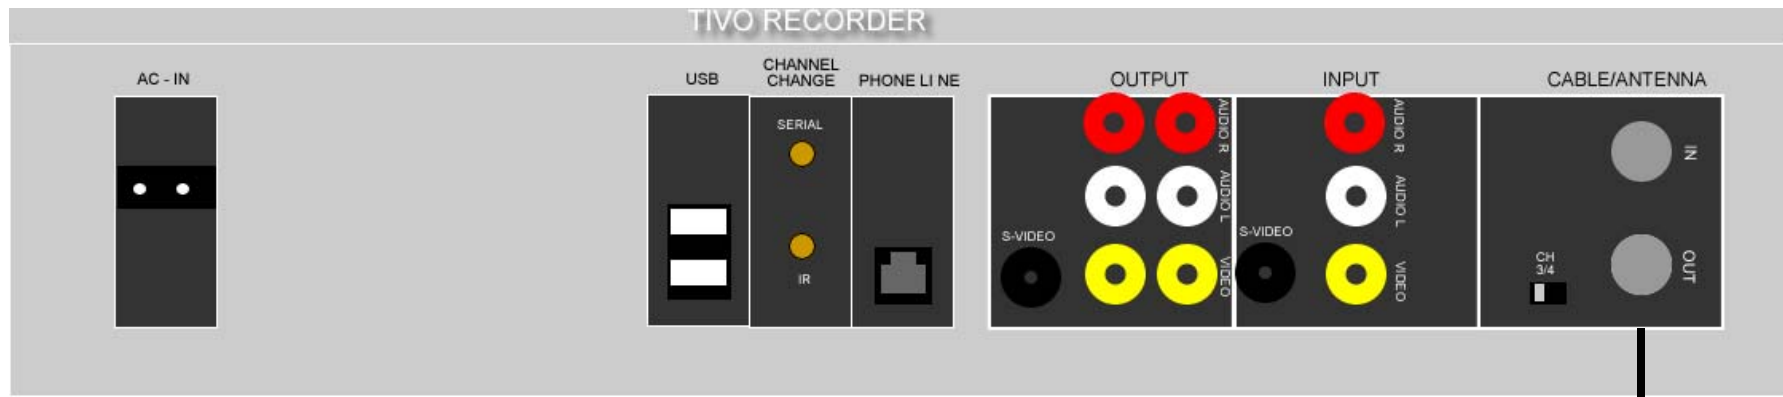 TIVO RECORDER
AC - IN
USB
CHANNEL
CHANGE
PHONE LI NE
OUTPUT
INPUT
CABLE/ANTENNA
SERIAL
IR
S-VIDEO
AUDIO R
AUDIO L
VIDEO
S-VIDEO
AUDIO R
AUDIO L
VIDEO
IN
CH
3/4
OUT